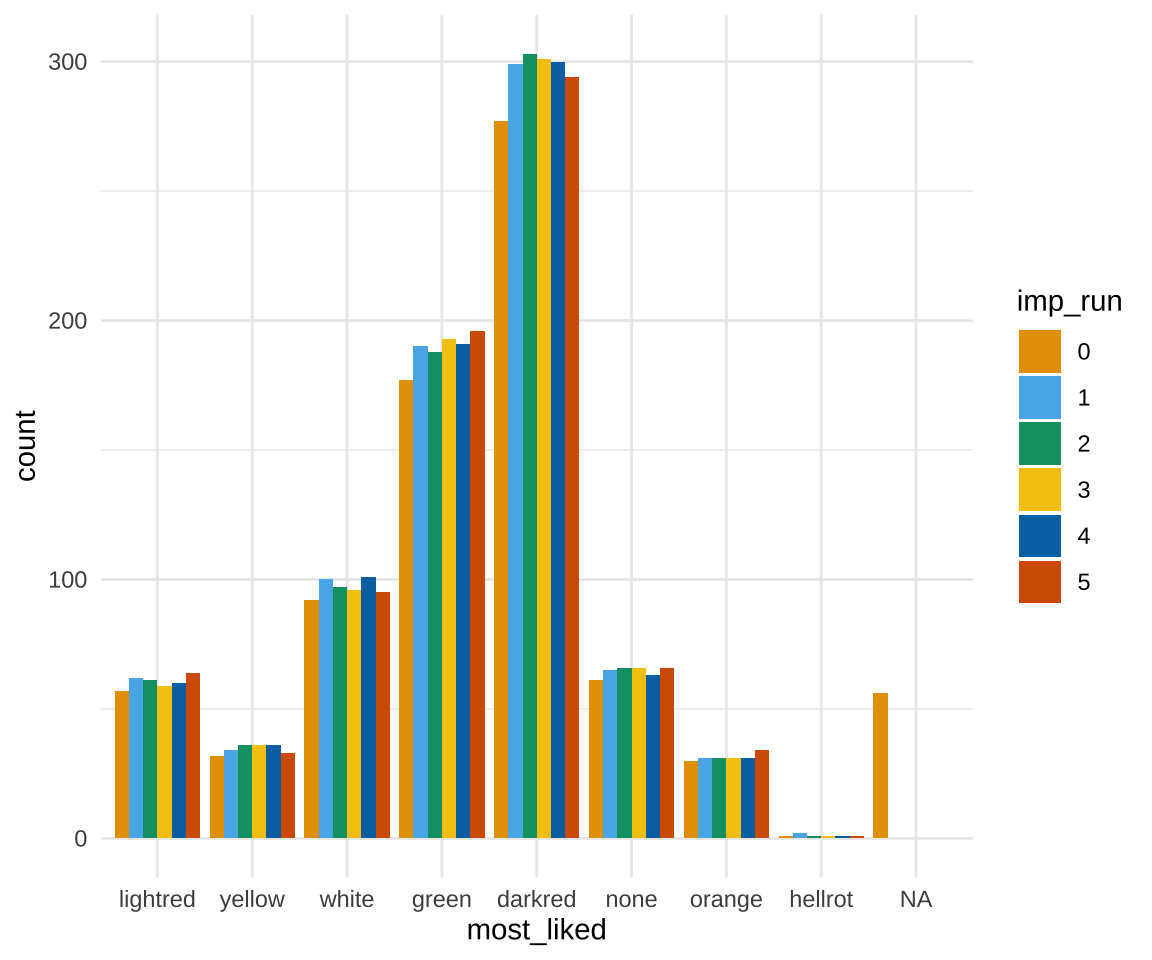 300
200
100
0
count
lightred yellow white green darkred none orange hellrot NA
most_liked
imp_run
0
1
2
3
4
5